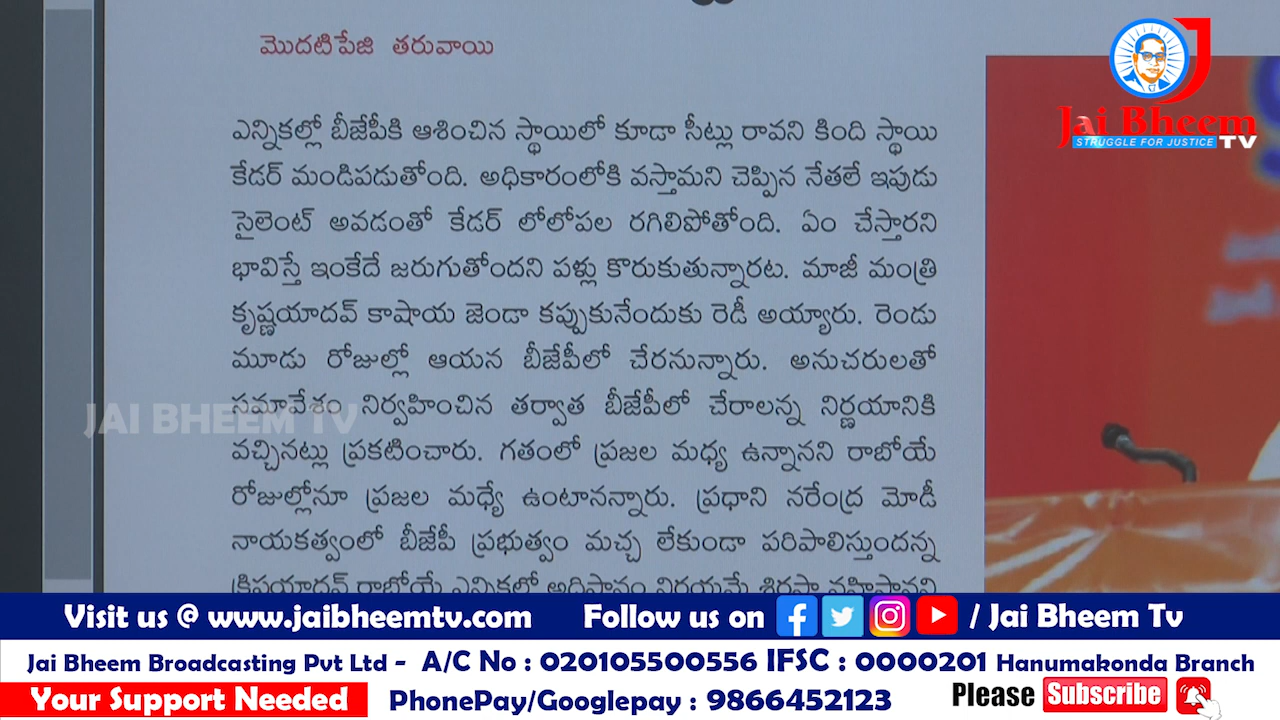 మొదటిపేజి తరువాయి
Jai Bheem
STRUGGLE FOR JUSTICE TV
ఎన్నికల్లో బీజేపీకి ఆశించిన స్థాయిలో కూడా సీట్లు రావని కింది స్థాయి
కేడర్ మండిపడుతోంది. అధికారంలోకి వస్తామని చెప్పిన నేతలే ఇపుడు
సైలెంట్ అవడంతో కేడర్ లోలోపల రగిలిపోతోంది. ఏం చేస్తారని
భావిస్తే ఇంకేదే జరుగుతోందని పళ్లు కొరుకుతున్నారట. మాజీ మంత్రి
కృష్ణయాదవ్ కాషాయ జెండా కప్పుకునేందుకు రెడీ అయ్యారు. రెండు
మూడు రోజుల్లో ఆయన బీజేపీలో చేరనున్నారు. అనుచరులతో
సమావేశం నిర్వహించిన తర్వాత బీజేపీలో చేరాలన్న నిర్ణయానికి
JAI BHEEM TV
వచ్చినట్లు ప్రకటించారు. గతంలో ప్రజల మధ్య ఉన్నానని రాబోయే
రోజుల్లోనూ ప్రజల మధ్యే ఉంటానన్నారు. ప్రధాని నరేంద్ర మోడీ
నాయకత్వంలో బీజేపీ ప్రభుత్వం మచ్చ లేకుండా పరిపాలిస్తుందన్న
రాబోయే
Visit us @ www.jaibheemtv.com Follow us on / Jai Bheem Tv
Jai Bheem Broadcasting Pvt Ltd - A/C No : 020105500556 IFSC : 0000201 Hanumakonda Branch
Your Support Needed PhonePay/Googlepay : 9866452123 Please Subscribe